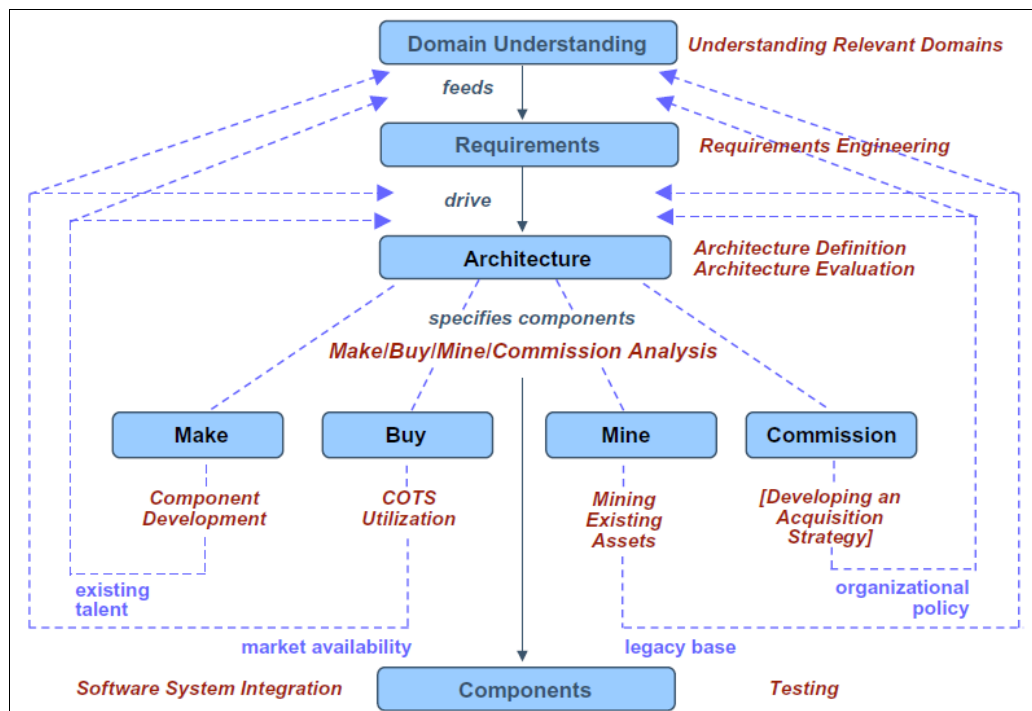 Domain Understanding
Understanding Relevant Domains
feeds
Requirements
Requirements Engineering
drive
Architecture
Architecture Definition
Architecture Evaluation
specifies components
Make/Buy/Mine/Commission Analysis
Make
Buy
Mine
Commission
Component
Development
COTS
Utilization
Mining
Existing
Assets
[Developing an
Acquisition
Strategy]
existing
talent
organizational
policy
market availability
legacy base
Software System Integration
Components
Testing